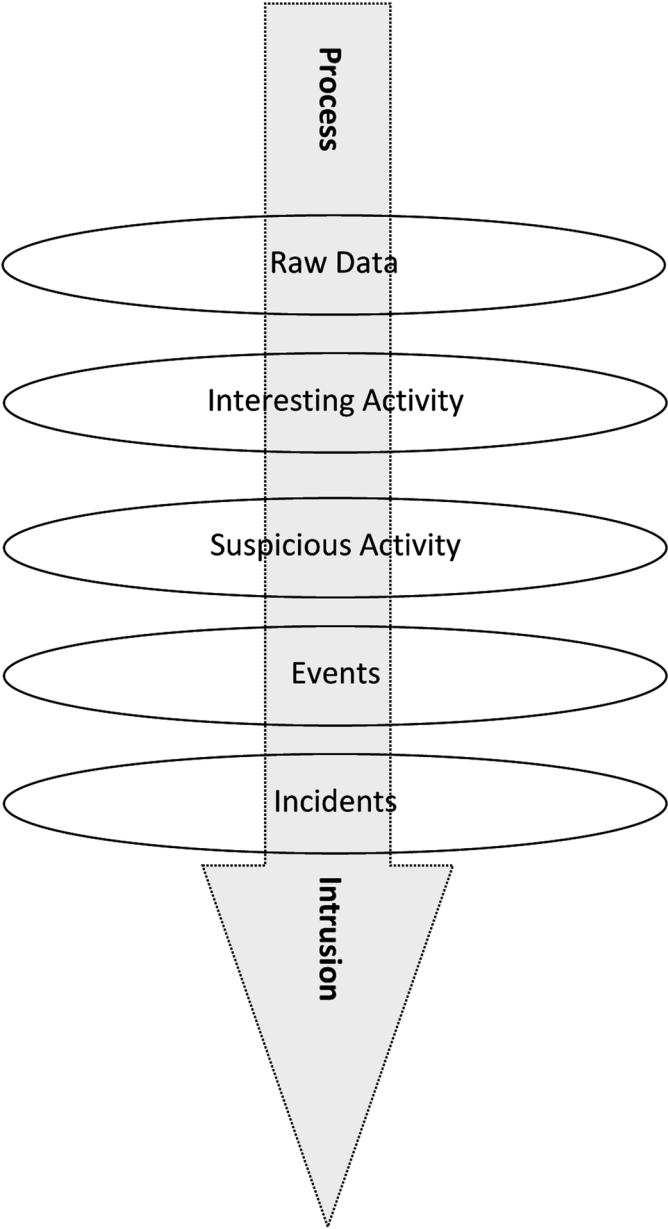 Process
Raw Data
Interesting Activity
Suspicious Activity
Events
Incidents
Intrusion